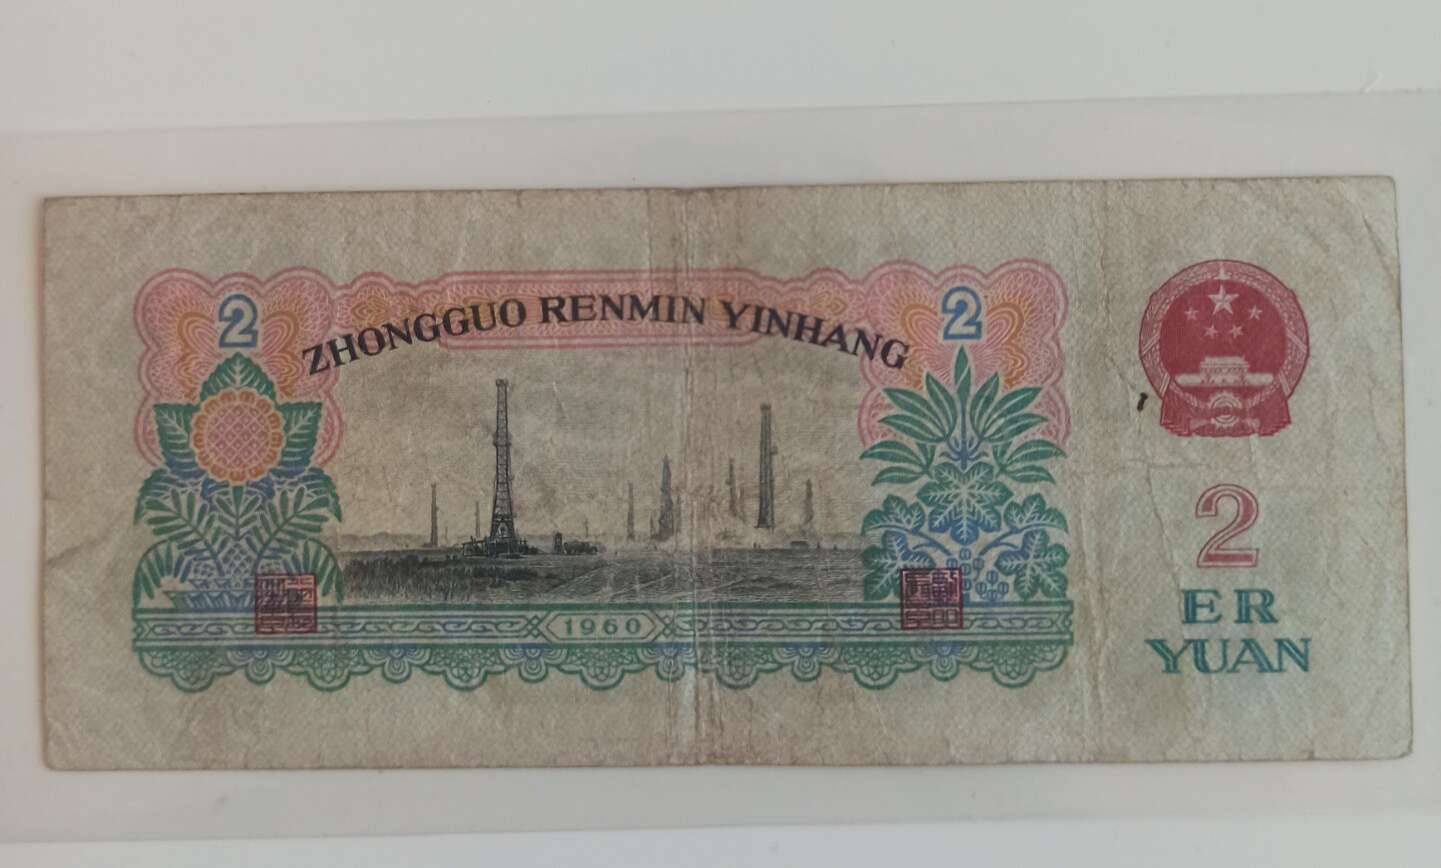 2
2
ZHONGGUO RENMIN YINHANG
1960
2
ER
YUAN